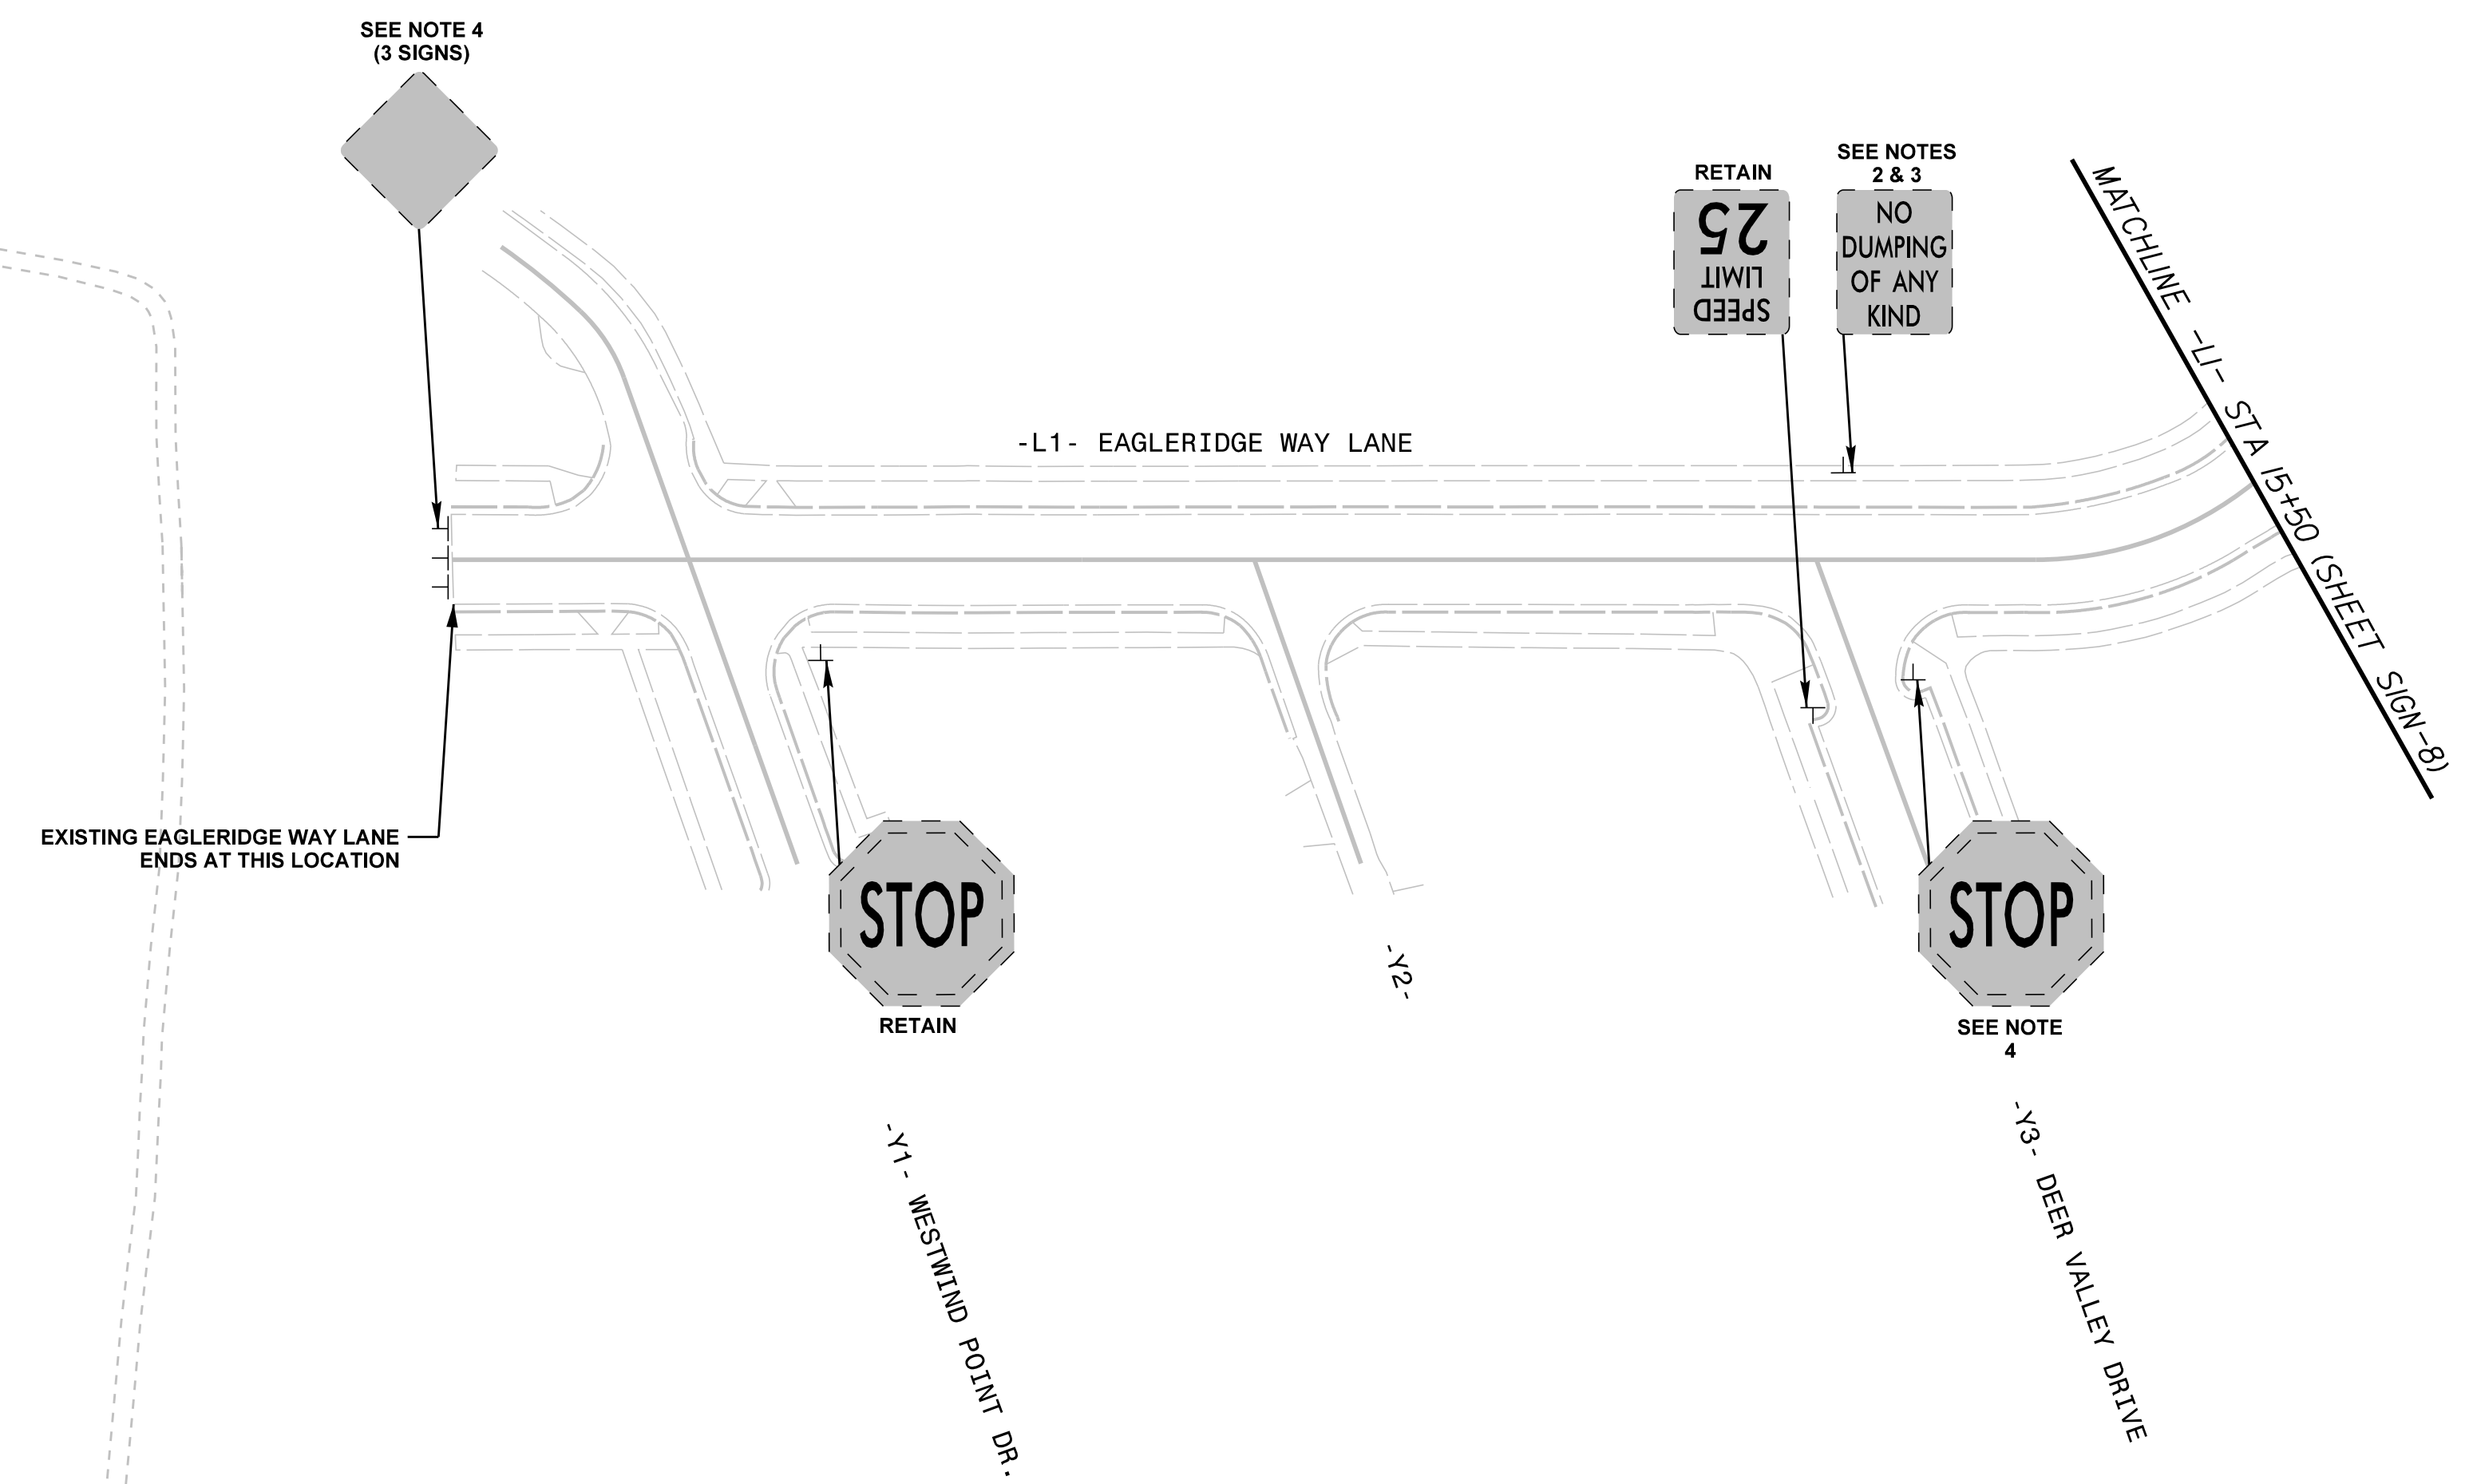 SEE NOTE 4
(3 SIGNS)
RETAIN
SPEED
LIMIT
25
SEE NOTES
2 & 3
NO
DUMPING
OF ANY
KIND
MATCHLINE -L1- STA 15+50 (SHEET SIGN-8)
-L1- EAGLERIDGE WAY LANE
EXISTING EAGLERIDGE WAY LANE
ENDS AT THIS LOCATION
STOP
RETAIN
-Y2-
STOP
SEE NOTE
4
-Y1- WESTWIND POINT DR.
-Y3- DEER VALLEY DRIVE